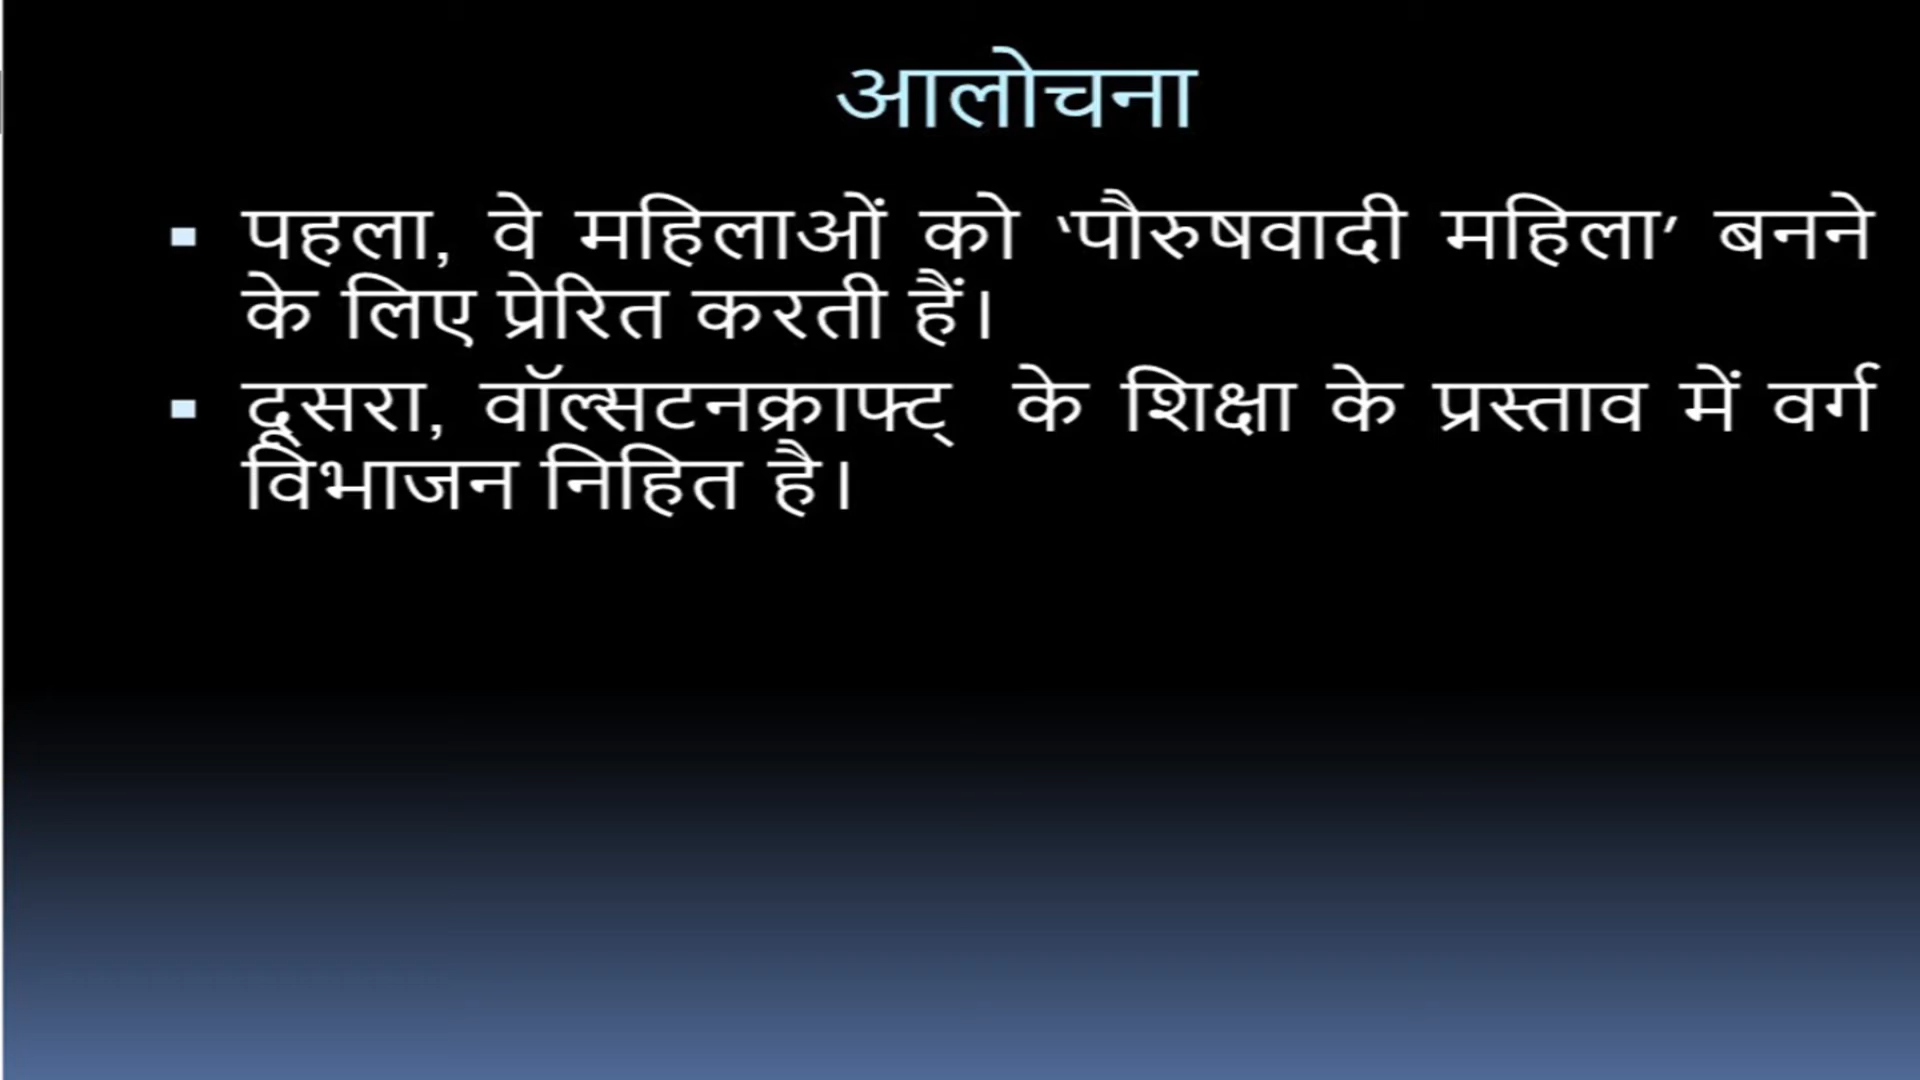 आलोचना
▪ पहला, वे महिलाओं को ‘पौरुषवादी महिला’ बनने
के लिए प्रेरित करती हैं।
▪ दूसरा, वॉल्सटनक्राफ्ट् के शिक्षा के प्रस्ताव में वर्ग
विभाजन निहित है।